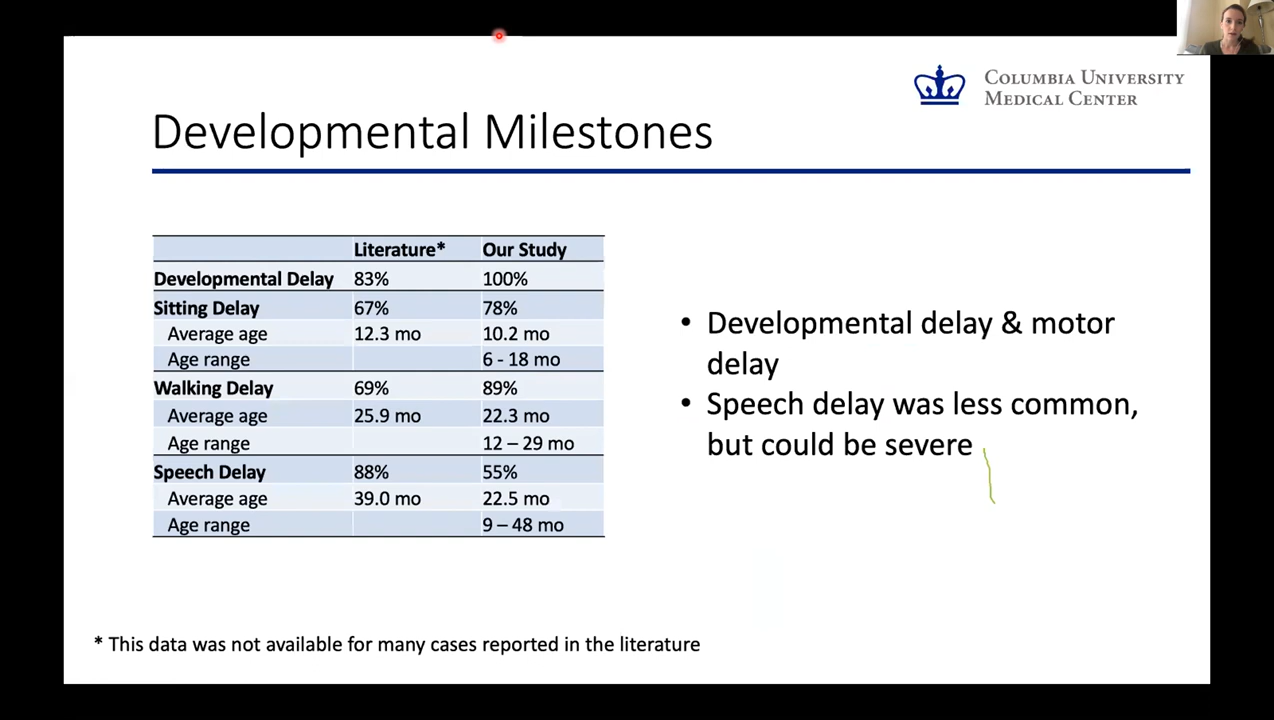 COLUMBIA UNIVERSITY
MEDICAL CENTER
Developmental Milestones
Literature* Our Study
Developmental Delay 83% 100%
Sitting Delay 67% 78%
Average age 12.3 mo 10.2 mo
Age range 6 - 18 mo
Walking Delay 69% 89%
Average age 25.9 mo 22.3 mo
Age range 12 – 29 mo
Speech Delay 88% 55%
Average age 39.0 mo 22.5 mo
Age range 9 – 48 mo
• Developmental delay & motor
delay
• Speech delay was less common,
but could be severe
* This data was not available for many cases reported in the literature